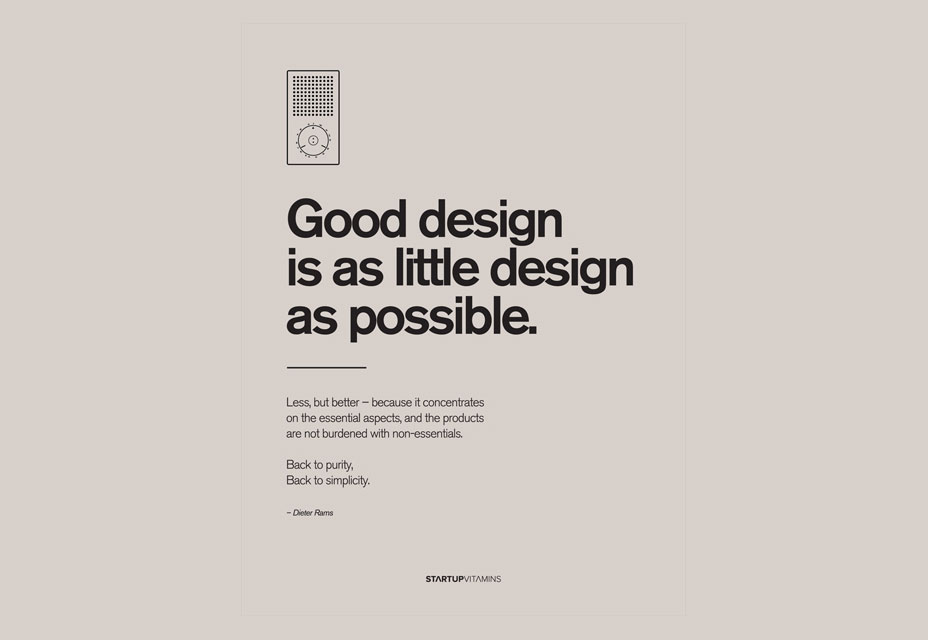 Good design
is as little design
as possible.
Less, but better – because it concentrates
on the essential aspects, and the products
are not burdened with non-essentials.
Back to purity,
Back to simplicity.
– Dieter Rams
STARTUPVITAMINS